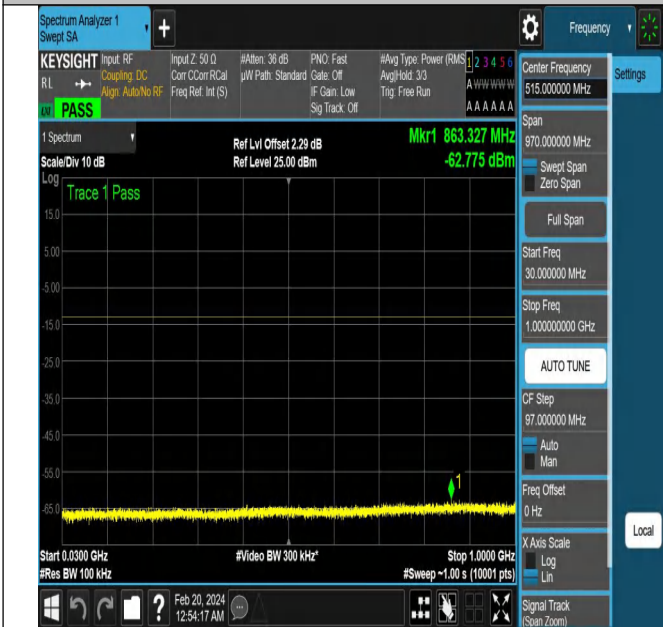 Spectrum Analyzer 1
Swept SA
+
Frequency
KEYSIGHT
RL
PASS
Input: RF
Coupling: DC
Align: Auto/No RF
Input Z: 50 Ω
Corr CCorr RCal
Freq Ref: Int (S)
#Atten: 36 dB
µW Path: Standard
PNO: Fast
Gate: Off
IF Gain: Low
Sig Track: Off
#Avg Type: Power (RMS
Avg|Hold: 3/3
Trig: Free Run
1 2 3 4 5 6
A W W W W W
A A A A A A
1 Spectrum
Scale/Div 10 dB
Ref Lvl Offset 2.29 dB
Ref Level 25.00 dBm
Mkr1 863.327 MHz
-62.775 dBm
Log
Trace 1 Pass
15.0
5.00
-5.00
-15.0
-25.0
-35.0
-45.0
-55.0
-65.0
1
Start 0.0300 GHz
#Res BW 100 kHz
#Video BW 300 kHz*
Stop 1.0000 GHz
#Sweep ~1.00 s (10001 pts)
Center Frequency
515.000000 MHz
Settings
Span
970.000000 MHz
Swept Span
Zero Span
Full Span
Start Freq
30.000000 MHz
Stop Freq
1.000000000 GHz
AUTO TUNE
CF Step
97.000000 MHz
Auto
Man
Freq Offset
0 Hz
X Axis Scale
Log
Lin
Signal Track
(Span Zoom)
Local
?
Feb 20, 2024
12:54:17 AM